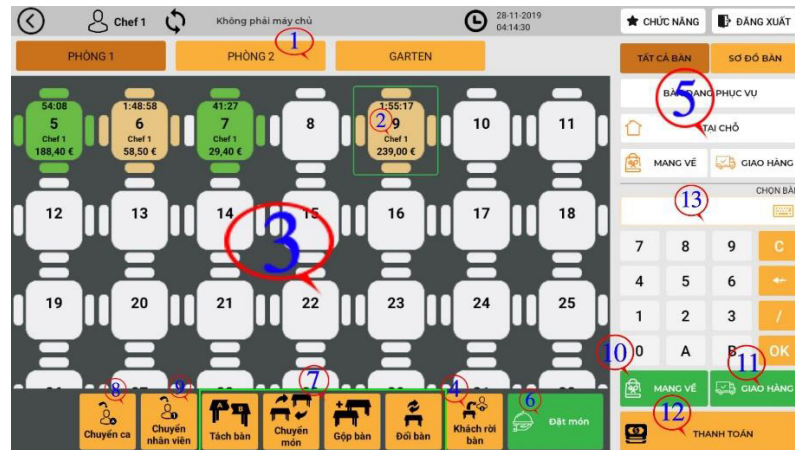 Chef 1
Không phải máy chủ
28-11-2019
04:14:30
CHỨC NĂNG
ĐĂNG XUẤT
PHÒNG 1
PHÒNG 2
GARTEN
1
TẤT CẢ BÀN
SƠ ĐỒ BÀN
BÀN ĐANG PHỤC VỤ
5
TẠI CHỖ
MANG VỀ
GIAO HÀNG
54:08
5
Chef 1
188,40 €
1:48:58
6
Chef 1
58,50 €
41:27
7
Chef 1
29,40 €
8
1:55:17
2
9
Chef 1
239,00 €
10
11
12
13
14
15
16
17
18
3
19
20
21
22
23
24
25
CHỌN BÀN
13
7 8 9 C
4 5 6
1 2 3 /
0 A B OK
10
MANG VỀ
11
GIAO HÀNG
12
THANH TOÁN
8
Chuyển ca
9
Chuyển
nhân viên
7
Tách bàn
Chuyển
món
Gộp bàn
Đổi bàn
4
Khách rời
bàn
6
Đặt món